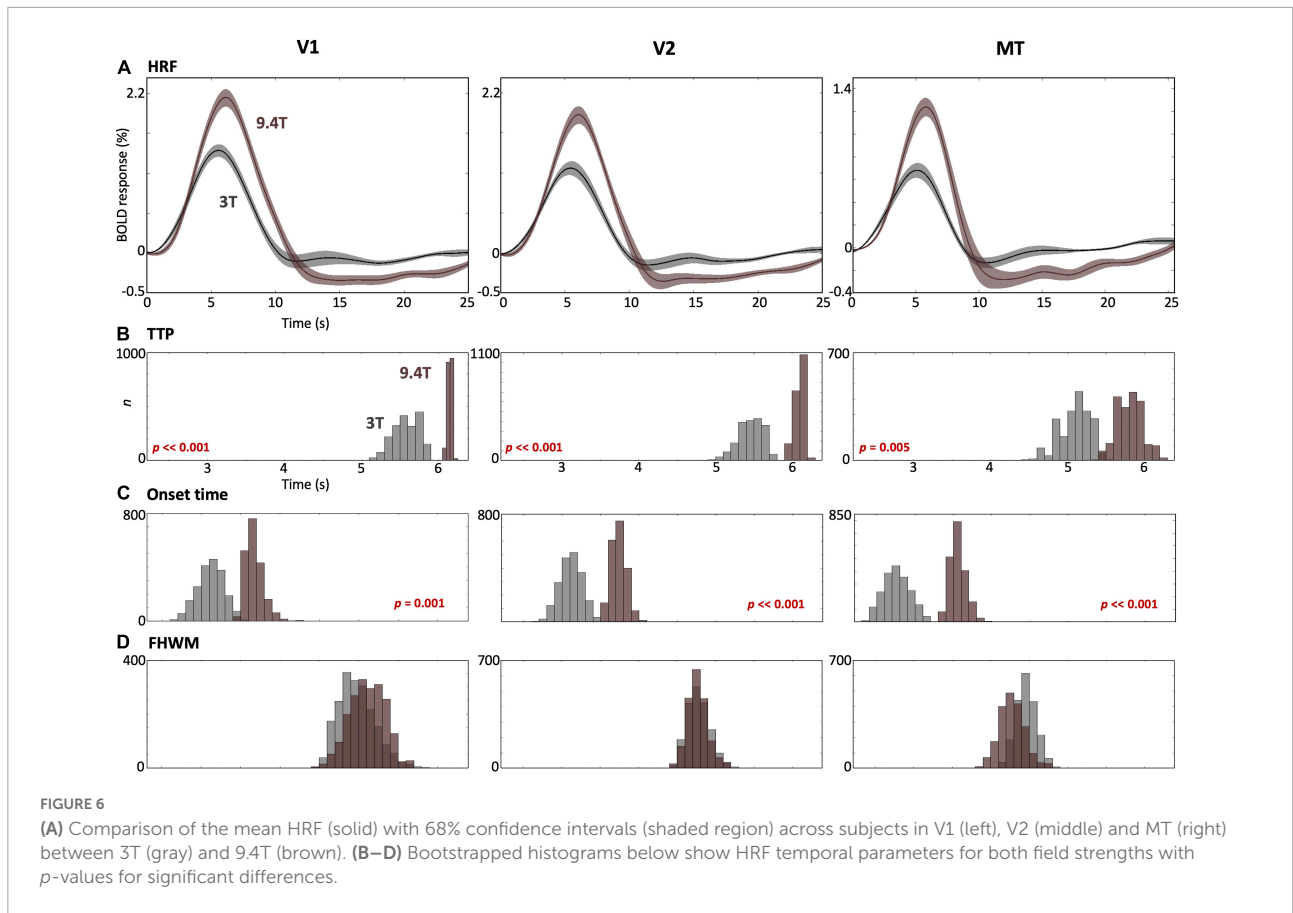 V1 V2 MT
A HRF
2.2 2.2 1.4
9.4T
3T
BOLD response (%)
0 0 0
-0.5 -0.5 -0.4
0 5 10 15 20 25 0 5 10 15 20 25 0 5 10 15 20 25
Time (s)
B TTP
1000 1100 700
9.4T
n
3T
p << 0.001 p << 0.001 p = 0.005
0 0 0
3 4 5 6 3 4 5 6 3 4 5 6
Time (s)
C Onset time
800 800 850
p = 0.001 p << 0.001 p << 0.001
0 0 0
D FHWM
400 700 700
0 0 0
FIGURE 6
(A) Comparison of the mean HRF (solid) with 68% confidence intervals (shaded region) across subjects in V1 (left), V2 (middle) and MT (right)
between 3T (gray) and 9.4T (brown). (B–D) Bootstrapped histograms below show HRF temporal parameters for both field strengths with
p-values for significant differences.